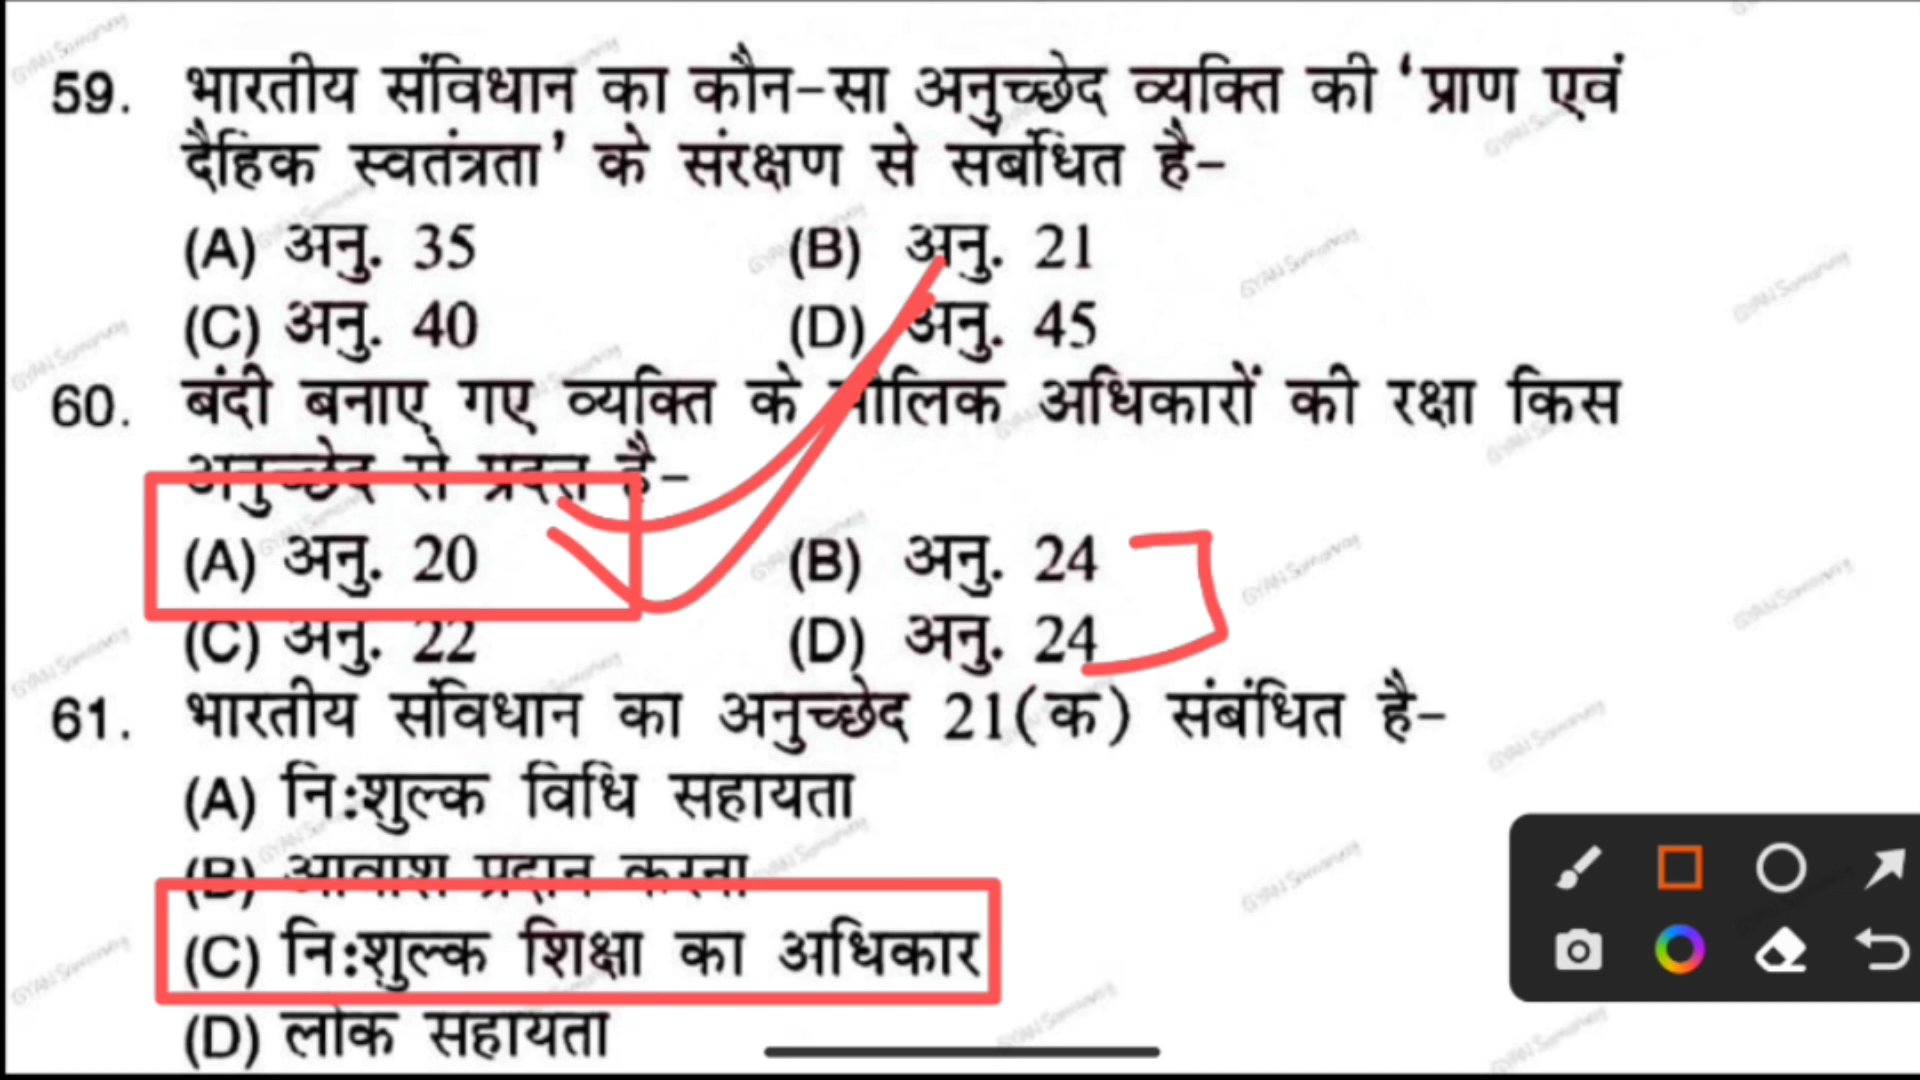 59. भारतीय संविधान का कौन-सा अनुच्छेद व्यक्ति की 'प्राण एवं
दैहिक स्वतंत्रता' के संरक्षण से संबंधित है-
(A) अनु. 35 (B) अनु. 21
(C) अनु. 40 (D) अनु. 45
60. बंदी बनाए गए व्यक्ति के मौलिक अधिकारों की रक्षा किस
अनुच्छेद से प्रदत्त है-
(A) अनु. 20 (B) अनु. 24
(C) अनु. 22 (D) अनु. 24
61. भारतीय संविधान का अनुच्छेद 21(क) संबंधित है-
(A) नि:शुल्क विधि सहायता
(B) आवाश प्रदान करना
(C) नि:शुल्क शिक्षा का अधिकार
(D) लोक सहायता